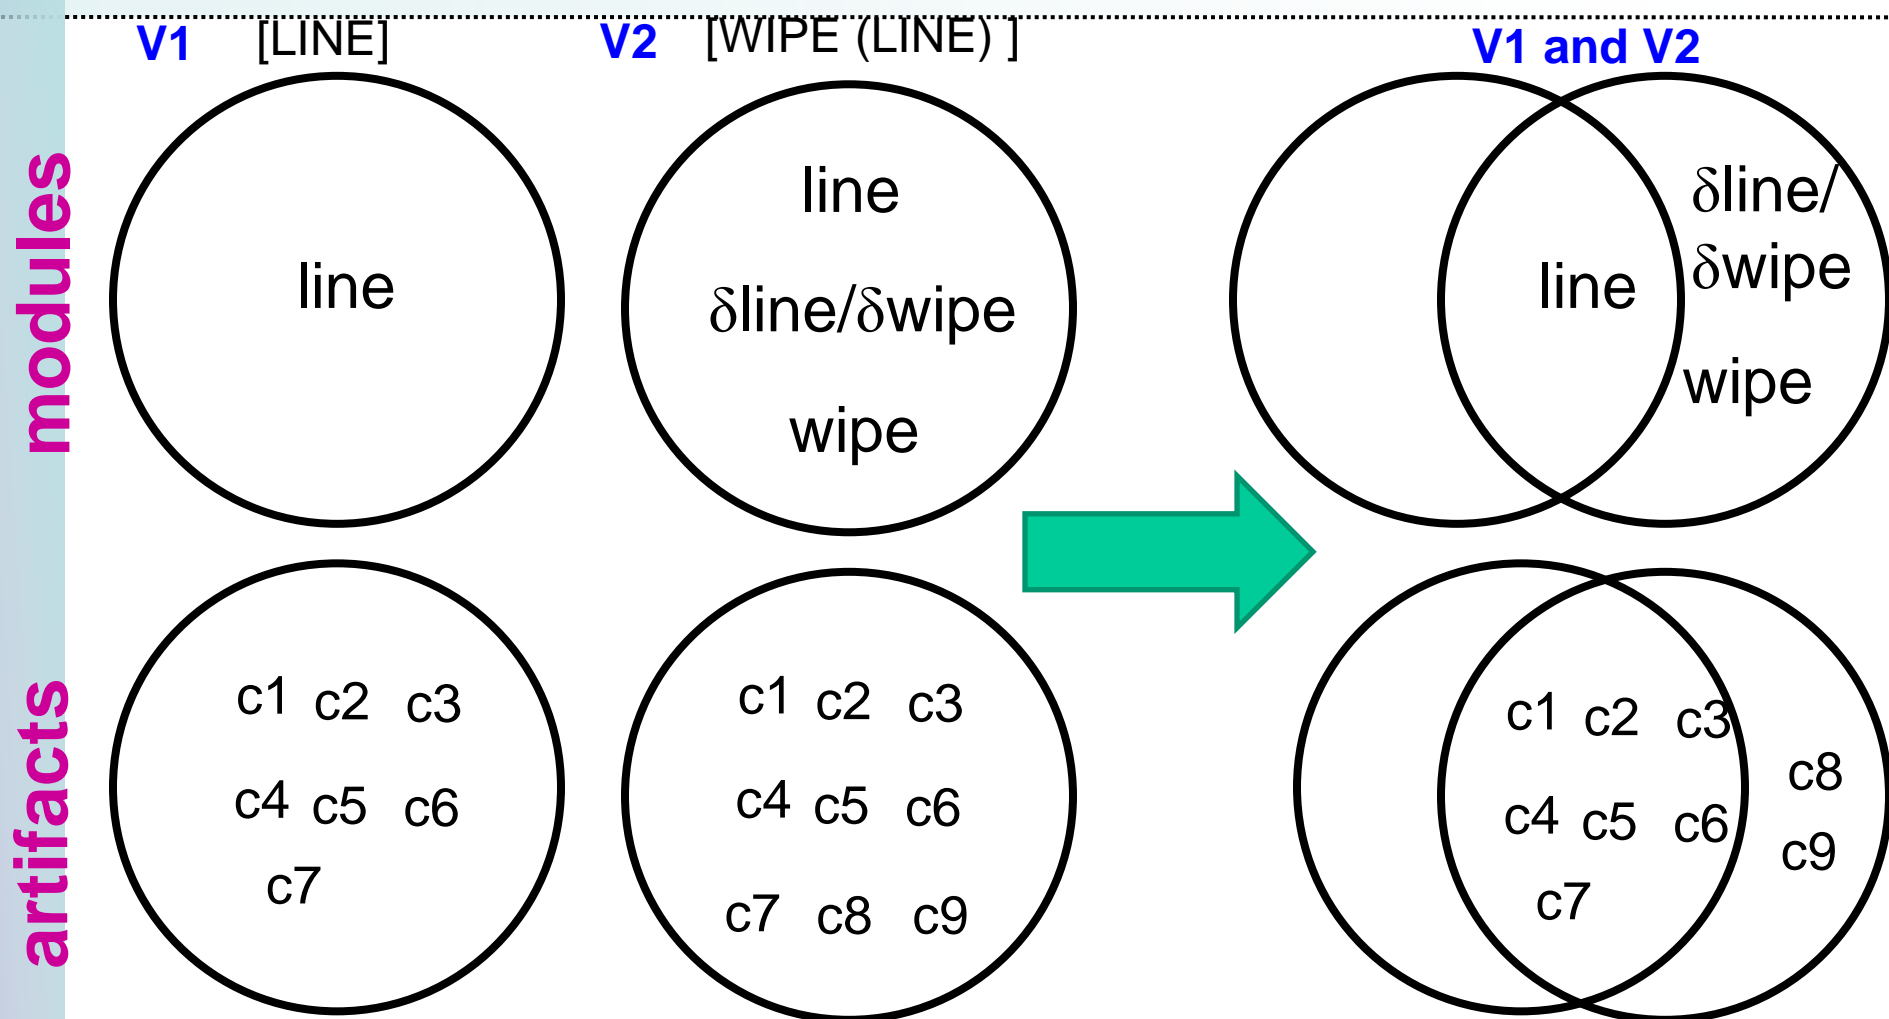 V1 [LINE] V2 [WIPE (LINE) ] V1 and V2
modules
line
line
δline/δwipe
wipe
line
δline/
δwipe
wipe
artifacts
c1 c2 c3
c4 c5 c6
c7
c1 c2 c3
c4 c5 c6
c7 c8 c9
c1 c2 c3
c4 c5 c6
c7
c8
c9